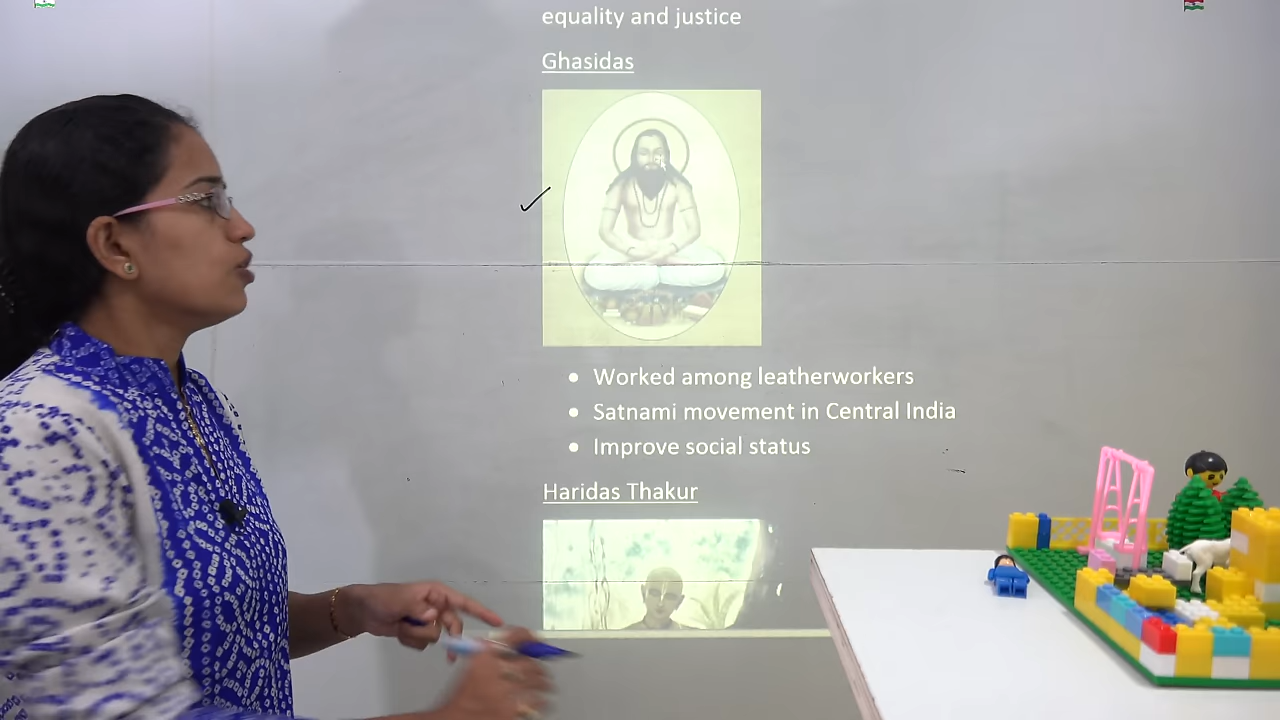 equality and justice
Ghasidas
• Worked among leatherworkers
• Satnami movement in Central India
• Improve social status
Haridas Thakur